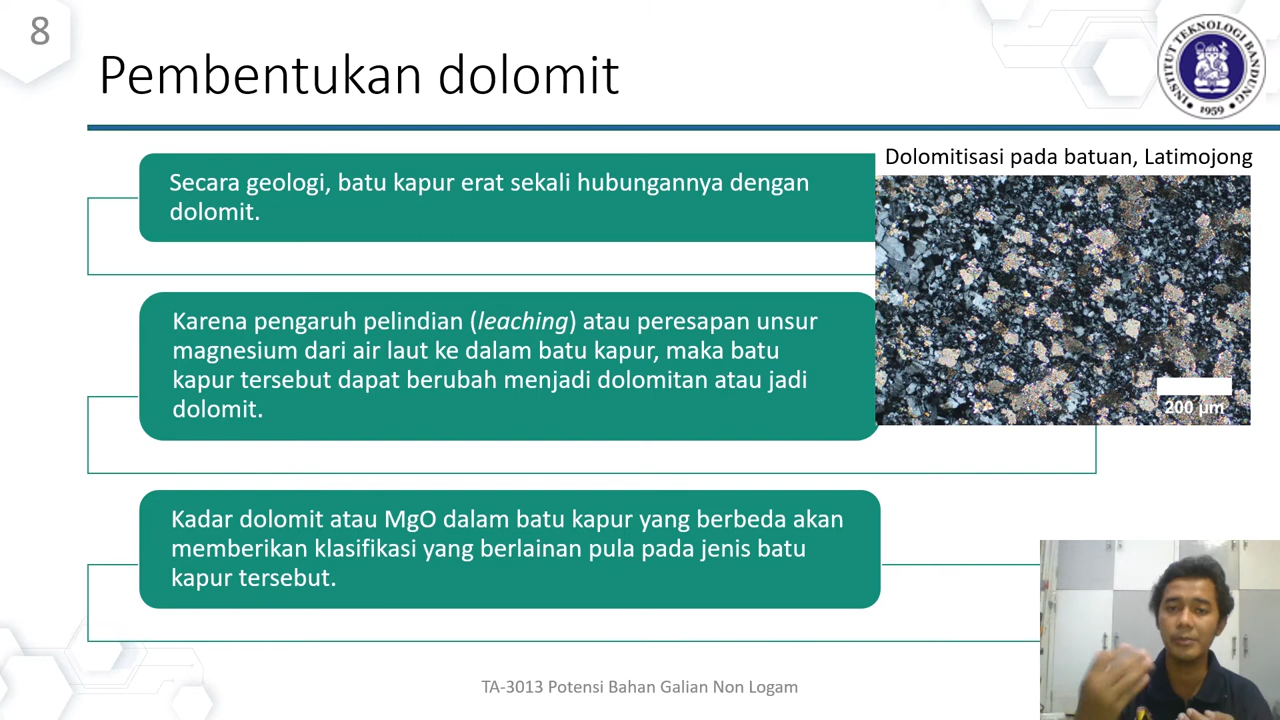 8
Pembentukan dolomit
INSTITUT TEKNOLOGI BANDUNG
1959
Dolomitisasi pada batuan, Latimojong
Secara geologi, batu kapur erat sekali hubungannya dengan
dolomit.
Karena pengaruh pelindian (leaching) atau peresapan unsur
magnesium dari air laut ke dalam batu kapur, maka batu
kapur tersebut dapat berubah menjadi dolomitan atau jadi
dolomit.
200 µm
Kadar dolomit atau MgO dalam batu kapur yang berbeda akan
memberikan klasifikasi yang berlainan pula pada jenis batu
kapur tersebut.
TA-3013 Potensi Bahan Galian Non Logam